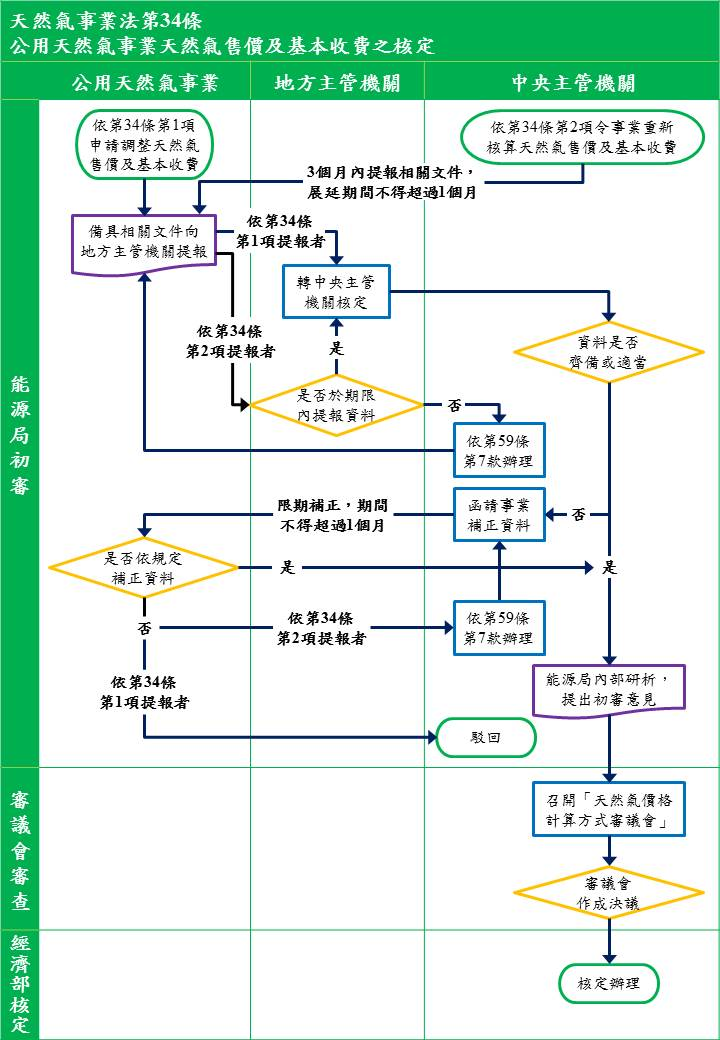 天然氣事業法第34條
公用天然氣事業天然氣售價及基本收費之核定
公用天然氣事業
地方主管機關
中央主管機關
能源局初審
依第34條第1項
申請調整天然氣
售價及基本收費
依第34條第2項令事業重新
核算天然氣售價及基本收費
3個月內提報相關文件，
展延期間不得超過1個月
備具相關文件向
地方主管機關提報
依第34條
第1項提報者
轉中央主管
機關核定
依第34條
第2項提報者
是
資料是否
齊備或適當
是否於期限
內提報資料
否
依第59條
第7款辦理
限期補正，期間
不得超過1個月
函請事業
補正資料
否
是否依規定
補正資料
是
是
否
依第34條
第2項提報者
依第59條
第7款辦理
依第34條
第1項提報者
能源局內部研析，
提出初審意見
駁回
審議會審查
召開「天然氣價格
計算方式審議會」
審議會
作成決議
經濟部核定
核定辦理